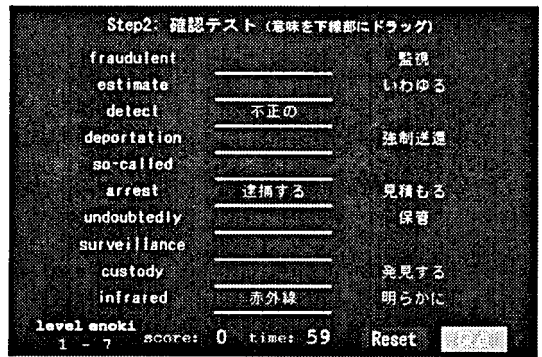 Step2: 確認テスト (意味を下線部にドラッグ)
fraudulent 監視
estimate いわゆる
detect 不正の
deportation 強制送還
so-called
arrest 逮捕する 見積もる
undoubtedly 保管
surveillance
custody 発見する
infrared 赤外線 明らかに
level enoki
1 - 7 score: 0 time: 59 Reset